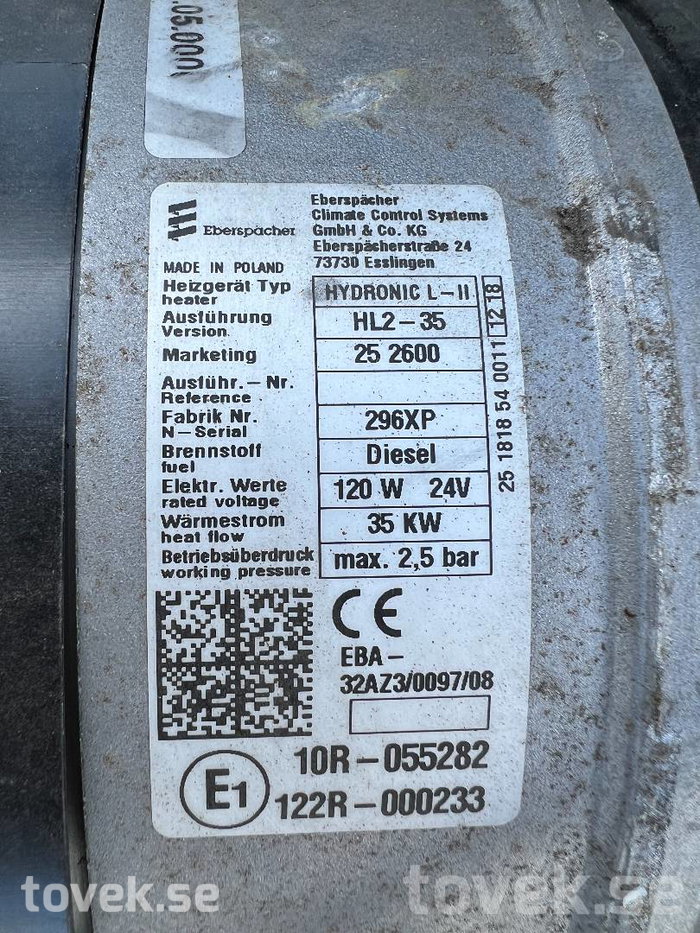 .05.000
Eberspächer
Eberspächer
Climate Control Systems
GmbH & Co. KG
Eberspächerstraße 24
73730 Esslingen
MADE IN POLAND
Heizgerät Typ
heater
HYDRONIC L-II
Ausführung
Version
HL2-35
Marketing
25 2600
Ausführ.-Nr.
Reference
Fabrik Nr.
N-Serial
296XP
Brennstoff
fuel
Diesel
Elektr. Werte
rated voltage
120 W 24V
Wärmestrom
heat flow
35 KW
Betriebsüberdruck
working pressure
max. 2,5 bar
25 1818 54 0011 12.18
CE
EBA-
32AZ3/0097/08
E1
10R-055282
122R-000233
tovek.se
tovek.se